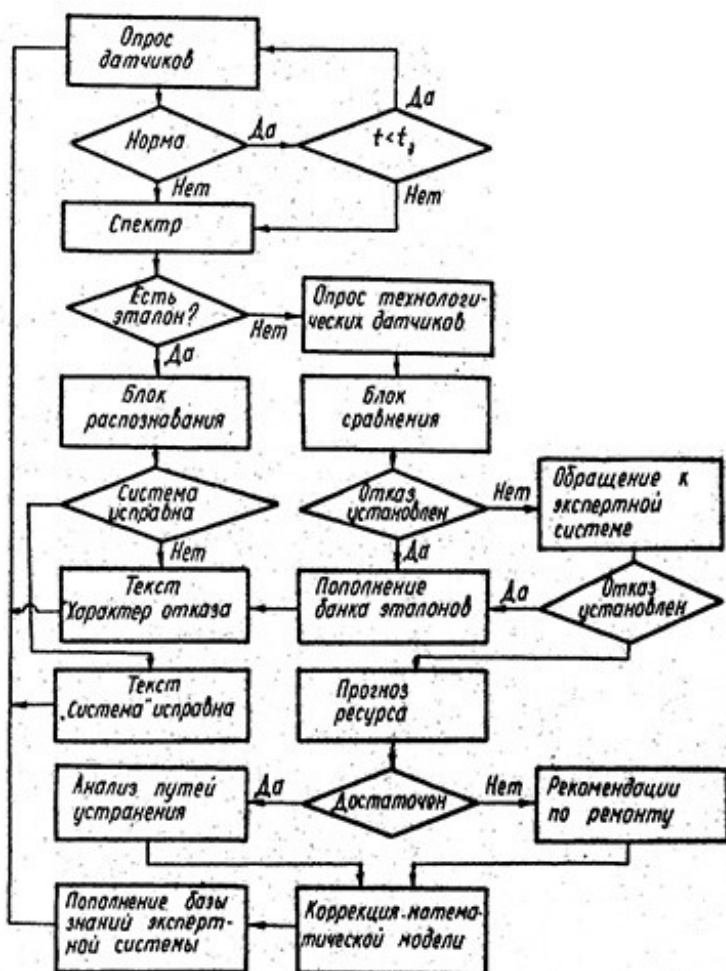 Опрос
датчиков
Да
Норма
Да
t<t₂
Нет
Нет
Спектр
Есть
эталон?
Нет
Опрос технологи-
ческих датчиков
Да
Блок
распознавания
Блок
сравнения
Система
исправна
Отказ
установлен
Нет
Обращение к
экспертной
системе
Нет
Да
Текст
"Характер отказа
Пополнение
банка эталонов
Да
Отказ
установлен
Текст
„Система" исправна
Прогноз
ресурса
Анализ путей
устранения
Да
Достаточен
Нет
Рекомендации
по ремонту
Пополнение базы
знаний эксперт-
ной системы
Коррекция матема-
тической модели